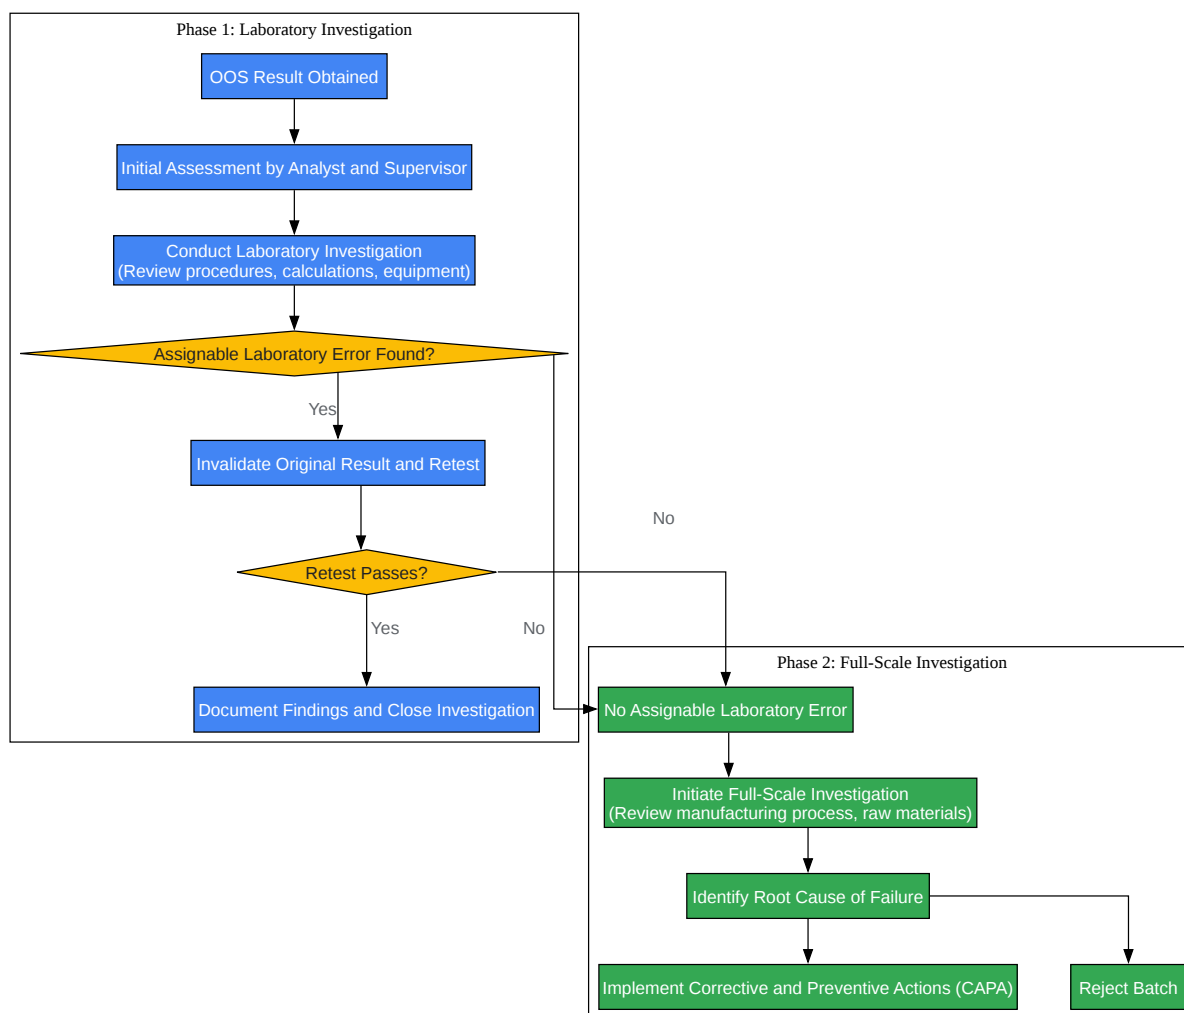 Phase 1: Laboratory Investigation
OOS Result Obtained
Initial Assessment by Analyst and Supervisor
Conduct Laboratory Investigation
(Review procedures, calculations, equipment)
Assignable Laboratory Error Found?
Yes
Invalidate Original Result and Retest
No
Retest Passes?
Yes
No
Document Findings and Close Investigation
Phase 2: Full-Scale Investigation
No Assignable Laboratory Error
Initiate Full-Scale Investigation
(Review manufacturing process, raw materials)
Identify Root Cause of Failure
Implement Corrective and Preventive Actions (CAPA)
Reject Batch